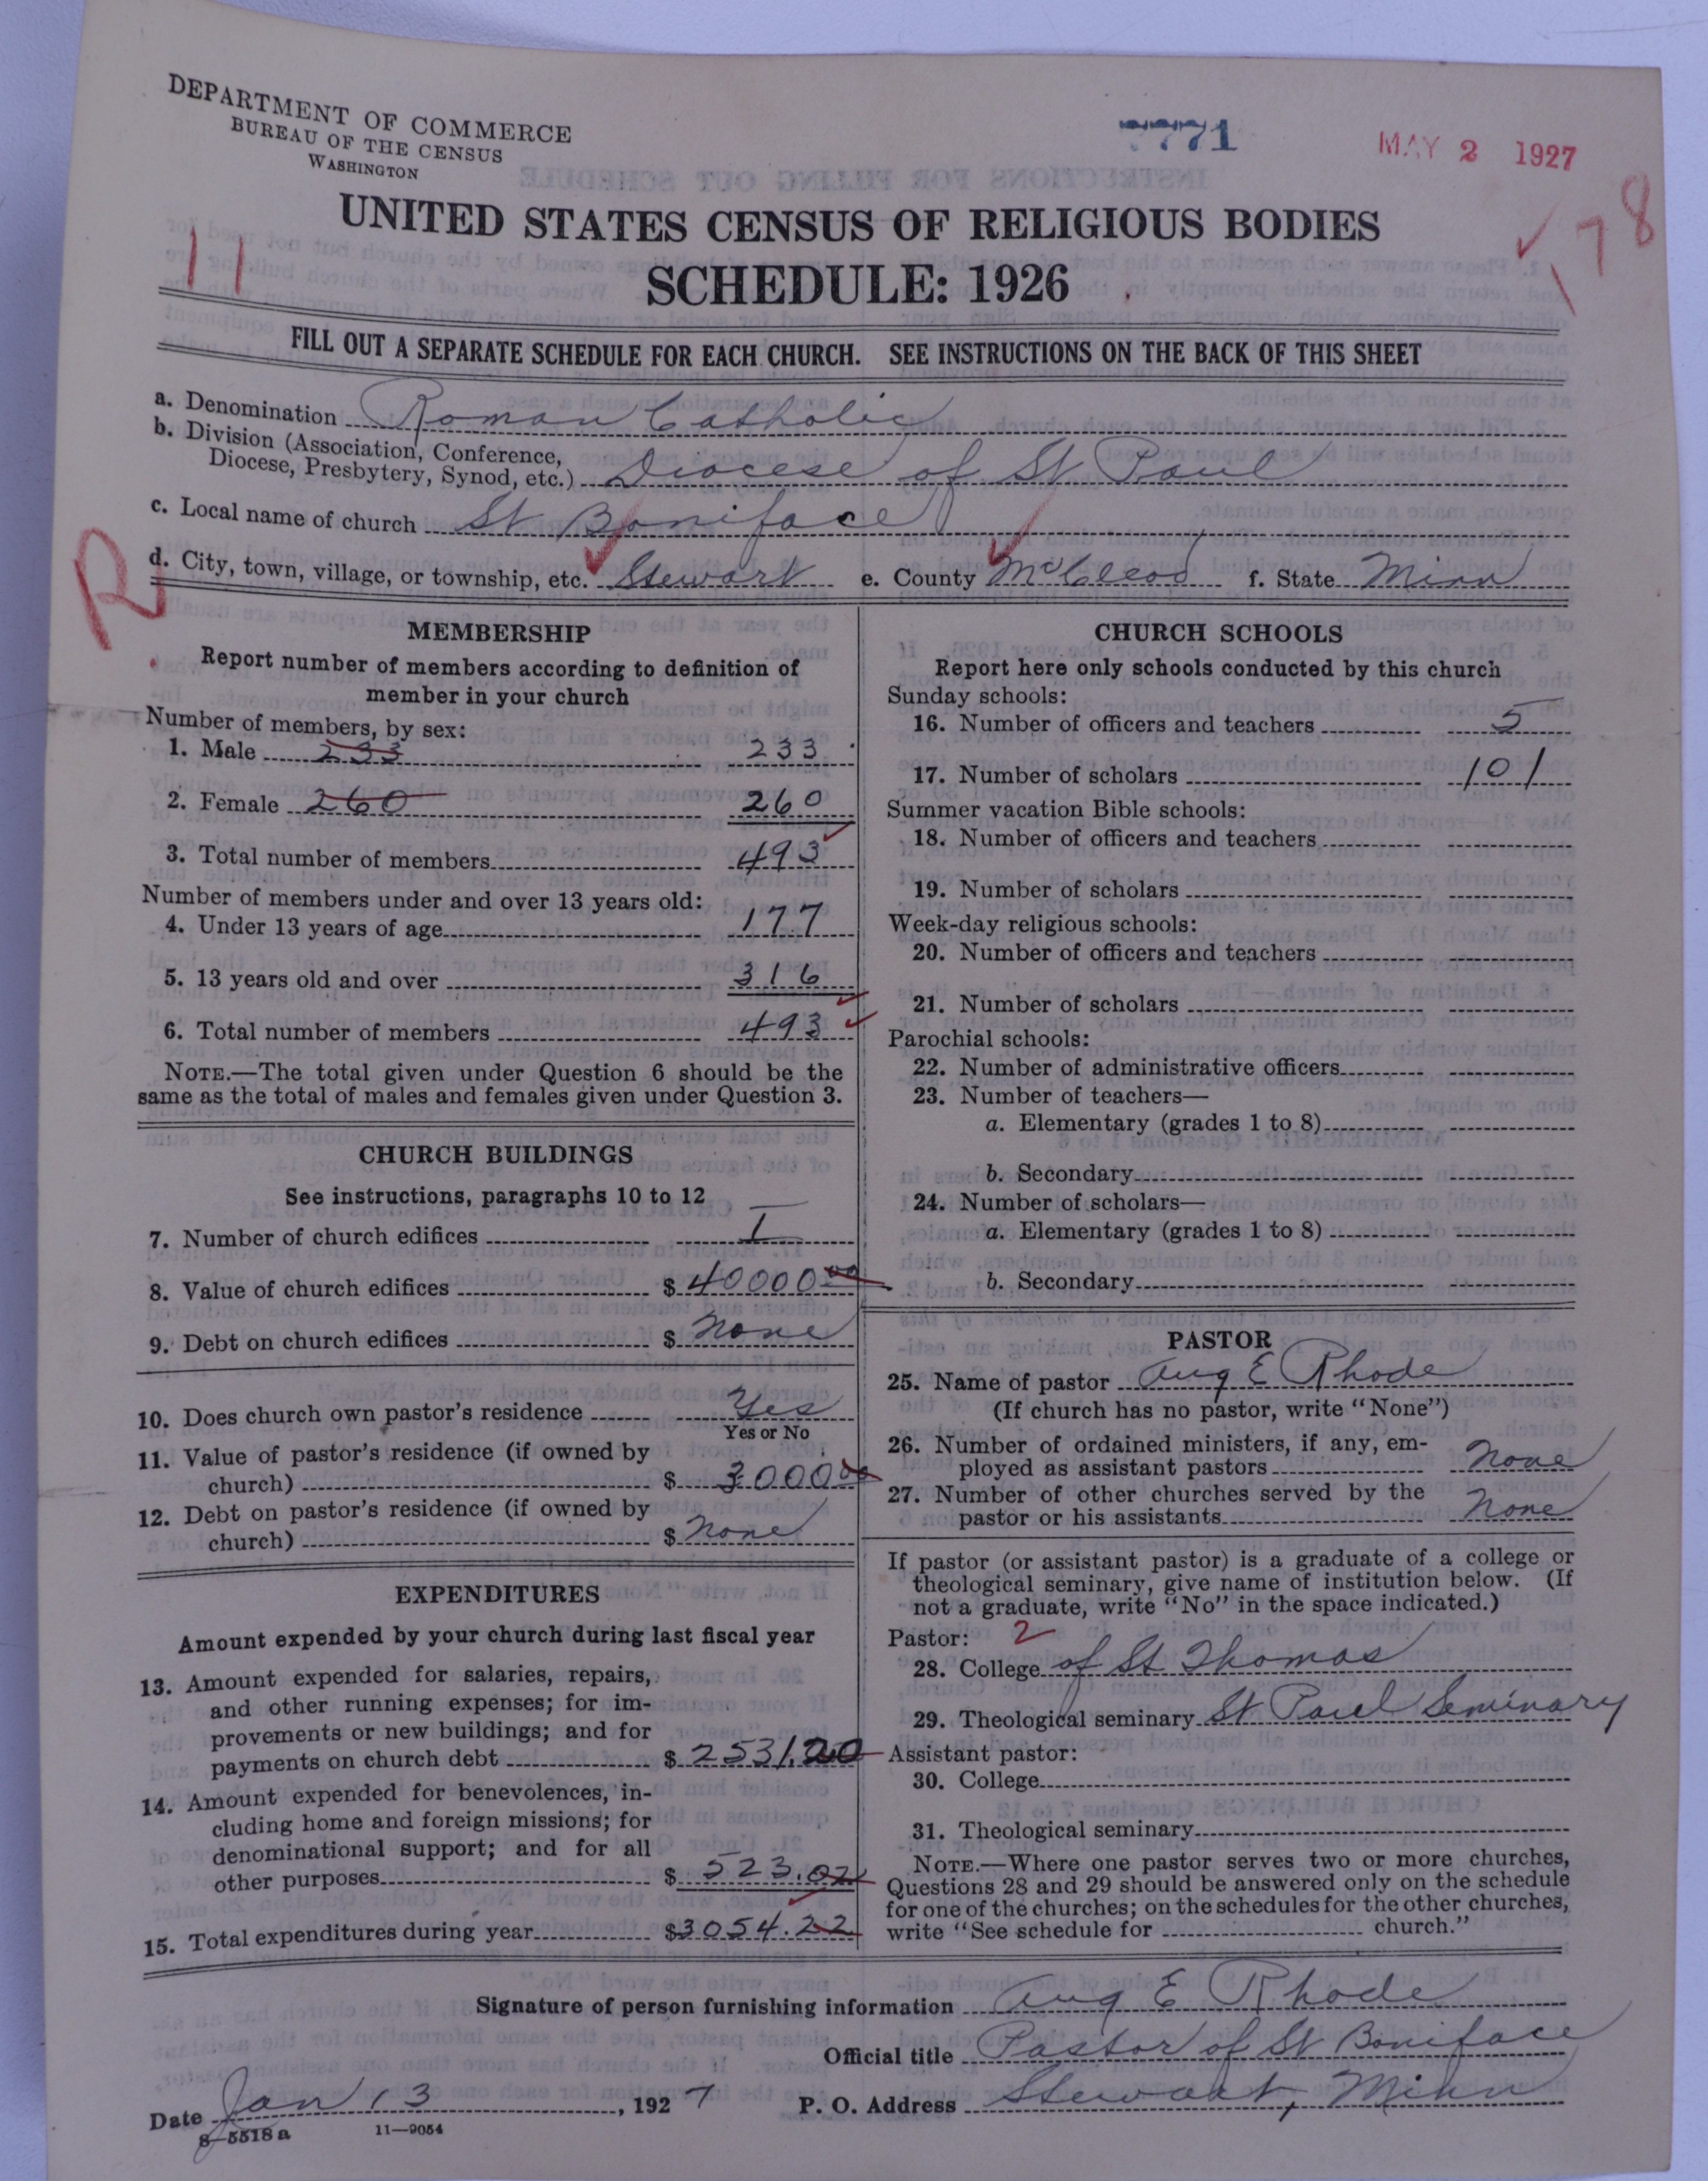 DEPARTMENT OF COMMERCE
BUREAU OF THE CENSUS
WASHINGTON
7771
MAY 2 1927
UNITED STATES CENSUS OF RELIGIOUS BODIES
SCHEDULE: 1926
11
178
FILL OUT A SEPARATE SCHEDULE FOR EACH CHURCH. SEE INSTRUCTIONS ON THE BACK OF THIS SHEET
a. Denomination Roman Catholic
b. Division (Association, Conference,
Diocese, Presbytery, Synod, etc.) Diocese of St Paul
c. Local name of church St Boniface
R
d. City, town, village, or township, etc. Stewart e. County McCleod f. State Minn
MEMBERSHIP
Report number of members according to definition of
member in your church
Number of members, by sex:
1. Male 233 233
2. Female 260 260
3. Total number of members 493
Number of members under and over 13 years old:
4. Under 13 years of age 177
5. 13 years old and over 316
6. Total number of members 493
NOTE.—The total given under Question 6 should be the
same as the total of males and females given under Question 3.
CHURCH BUILDINGS
See instructions, paragraphs 10 to 12
7. Number of church edifices I
8. Value of church edifices $ 40000 00
9. Debt on church edifices $ None
10. Does church own pastor's residence Yes
Yes or No
11. Value of pastor's residence (if owned by
church) $ 3000 00
12. Debt on pastor's residence (if owned by
church) $ None
EXPENDITURES
Amount expended by your church during last fiscal year
13. Amount expended for salaries, repairs,
and other running expenses; for im-
provements or new buildings; and for
payments on church debt $ 2531.20
14. Amount expended for benevolences, in-
cluding home and foreign missions; for
denominational support; and for all
other purposes $ 523.02
15. Total expenditures during year $3054.22
CHURCH SCHOOLS
Report here only schools conducted by this church
Sunday schools:
16. Number of officers and teachers 5
17. Number of scholars 101
Summer vacation Bible schools:
18. Number of officers and teachers
19. Number of scholars
Week-day religious schools:
20. Number of officers and teachers
21. Number of scholars
Parochial schools:
22. Number of administrative officers
23. Number of teachers—
a. Elementary (grades 1 to 8)
b. Secondary
24. Number of scholars—
a. Elementary (grades 1 to 8)
b. Secondary
PASTOR
25. Name of pastor Aug E Rhode
(If church has no pastor, write "None")
26. Number of ordained ministers, if any, em-
ployed as assistant pastors None
27. Number of other churches served by the
pastor or his assistants None
If pastor (or assistant pastor) is a graduate of a college or
theological seminary, give name of institution below. (If
not a graduate, write "No" in the space indicated.)
Pastor: 2
28. College of St Thomas
29. Theological seminary St Paul Seminary
Assistant pastor:
30. College
31. Theological seminary
NOTE.—Where one pastor serves two or more churches,
Questions 28 and 29 should be answered only on the schedule
for one of the churches; on the schedules for the other churches,
write "See schedule for church."
Signature of person furnishing information Aug E Rhode
Official title Pastor of St Boniface
Date Jan 13, 1927 P. O. Address Stewart, Minn
8—5518 a 11—9054